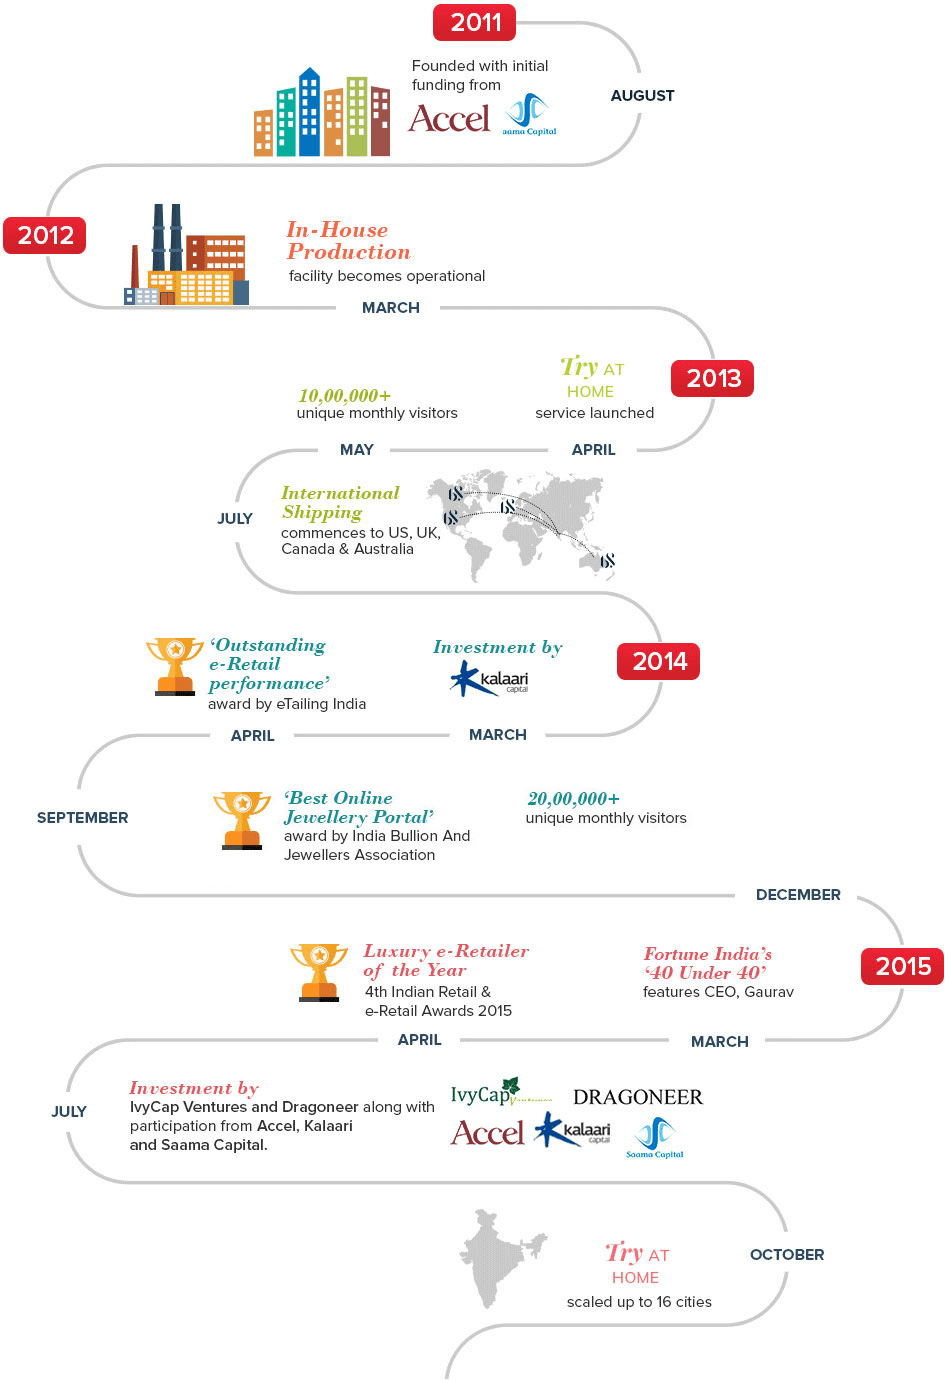 2011
Founded with initial
funding from
Accel
aama Capital
AUGUST
2012
In-House
Production
facility becomes operational
MARCH
2013
Try AT
HOME
service launched
APRIL
10,00,000+
unique monthly visitors
MAY
JULY
International
Shipping
commences to US, UK,
Canada & Australia
2014
Investment by
kalaari
capital
MARCH
‘Outstanding
e-Retail
performance’
award by eTailing India
APRIL
SEPTEMBER
‘Best Online
Jewellery Portal’
award by India Bullion And
Jewellers Association
20,00,000+
unique monthly visitors
DECEMBER
2015
Fortune India’s
‘40 Under 40’
features CEO, Gaurav
MARCH
Luxury e-Retailer
of the Year
4th Indian Retail &
e-Retail Awards 2015
APRIL
JULY
Investment by
IvyCap Ventures and Dragoneer along with
participation from Accel, Kalaari
and Saama Capital.
IvyCap
DRAGONEER
Accel
kalaari
capital
Saama Capital
OCTOBER
Try AT
HOME
scaled up to 16 cities